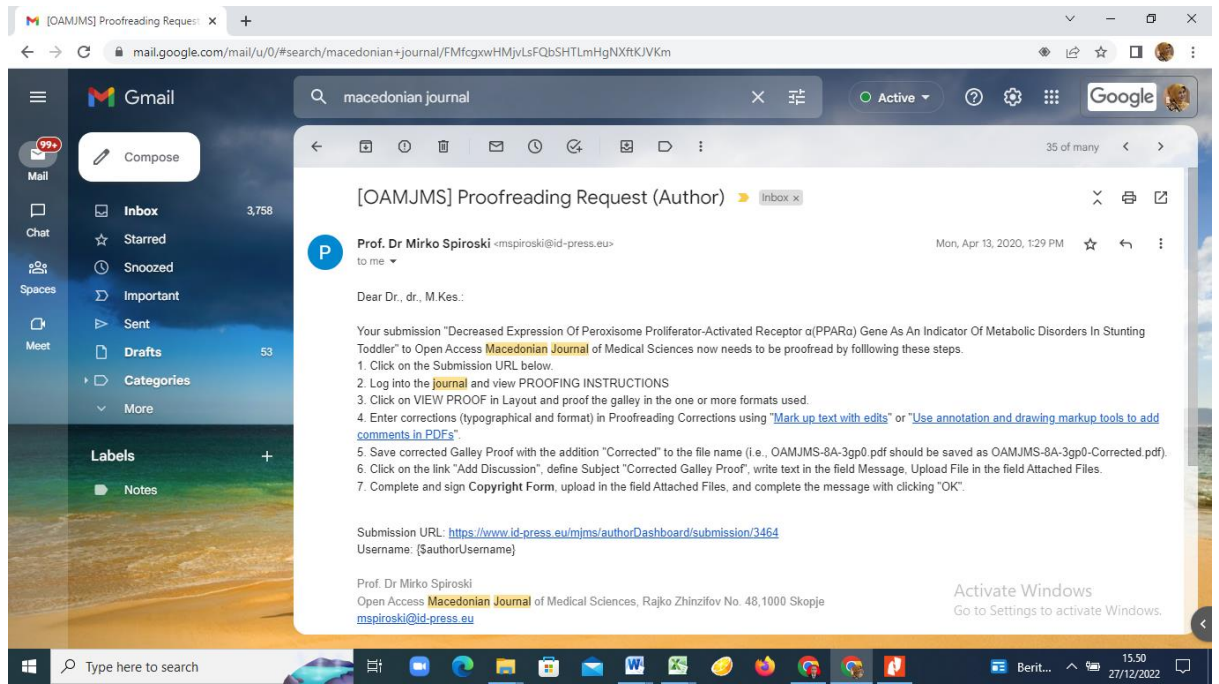 [OAMJMS] Proofreading Request
mail.google.com/mail/u/0/#search/macedonian+journal/FMfcgxwHMjvLsFQbSHTLmHgNXftKJVKm
Gmail
macedonian journal
Active
Google
99+
Mail
Compose
35 of many
Chat
Spaces
Meet
Inbox 3,758
Starred
Snoozed
Important
Sent
Drafts 53
Categories
More
Labels
Notes
[OAMJMS] Proofreading Request (Author)
Inbox x
P
Prof. Dr Mirko Spiroski <mspiroski@id-press.eu>
Mon, Apr 13, 2020, 1:29 PM
to me
Dear Dr., dr., M.Kes.:
Your submission "Decreased Expression Of Peroxisome Proliferator-Activated Receptor α(PPARα) Gene As An Indicator Of Metabolic Disorders In Stunting
Toddler" to Open Access Macedonian Journal of Medical Sciences now needs to be proofread by folllowing these steps.
1. Click on the Submission URL below.
2. Log into the journal and view PROOFING INSTRUCTIONS
3. Click on VIEW PROOF in Layout and proof the galley in the one or more formats used.
4. Enter corrections (typographical and format) in Proofreading Corrections using "Mark up text with edits" or "Use annotation and drawing markup tools to add
comments in PDFs".
5. Save corrected Galley Proof with the addition "Corrected" to the file name (i.e., OAMJMS-8A-3gp0.pdf should be saved as OAMJMS-8A-3gp0-Corrected.pdf).
6. Click on the link "Add Discussion", define Subject "Corrected Galley Proof", write text in the field Message, Upload File in the field Attached Files.
7. Complete and sign Copyright Form, upload in the field Attached Files, and complete the message with clicking "OK".
Submission URL: https://www.id-press.eu/mjms/authorDashboard/submission/3464
Username: {$authorUsername}
Prof. Dr Mirko Spiroski
Open Access Macedonian Journal of Medical Sciences, Rajko Zhinzifov No. 48,1000 Skopje
mspiroski@id-press.eu
Activate Windows
Go to Settings to activate Windows.
Type here to search
Berit...
15.50
27/12/2022